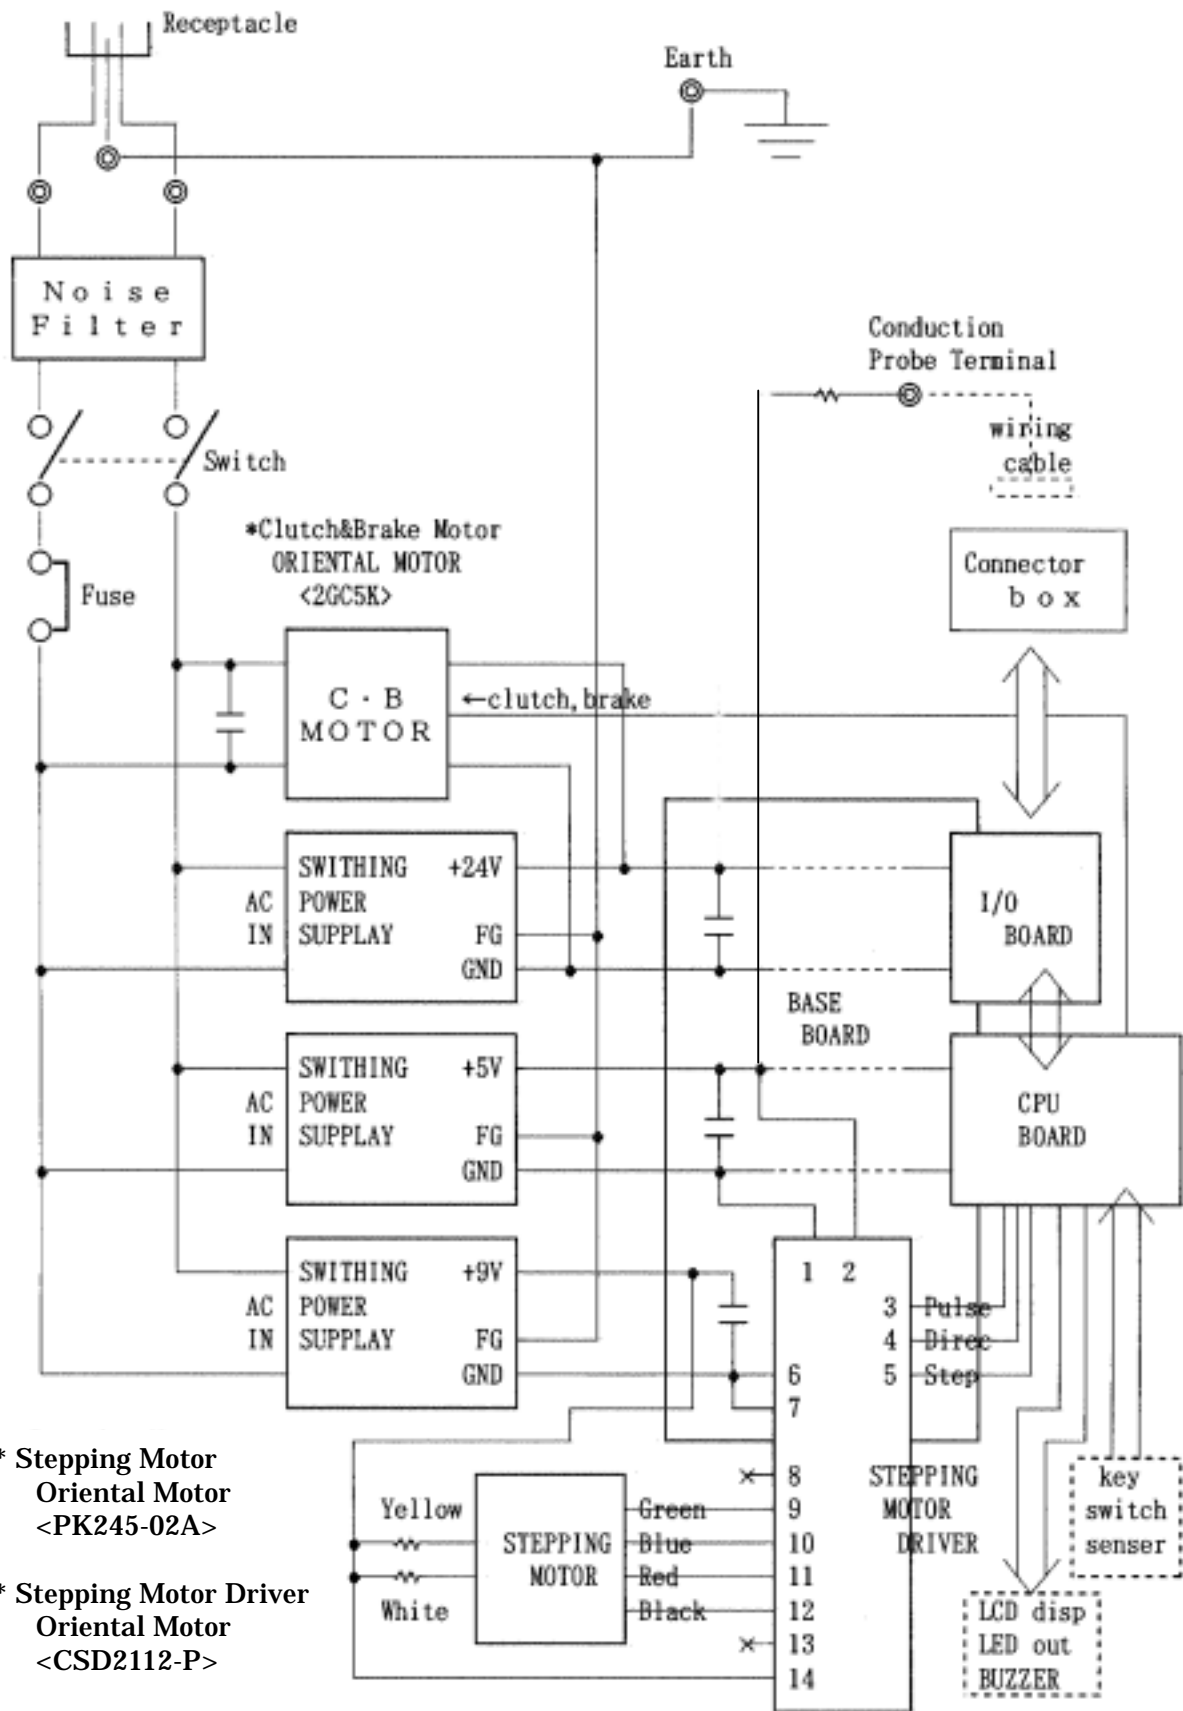 Receptacle
Earth
Noise
Filter
Conduction
Probe Terminal
wiring
cable
Switch
*Clutch&Brake Motor
ORIENTAL MOTOR
<2GC5K>
Fuse
Connector
box
C・B
MOTOR
←clutch,brake
SWITHING +24V
AC POWER
IN SUPPLAY FG
GND
I/O
BOARD
BASE
BOARD
SWITHING +5V
AC POWER
IN SUPPLAY FG
GND
CPU
BOARD
SWITHING +9V
AC POWER
IN SUPPLAY FG
GND
1 2
3 Pulse
4 Direc
5 Step
6
7
8
9
10
11
12
13
14
STEPPING
MOTOR
DRIVER
* Stepping Motor
Oriental Motor
<PK245-02A>
* Stepping Motor Driver
Oriental Motor
<CSD2112-P>
Yellow
White
STEPPING
MOTOR
Green
Blue
Red
Black
key
switch
senser
LCD disp
LED out
BUZZER